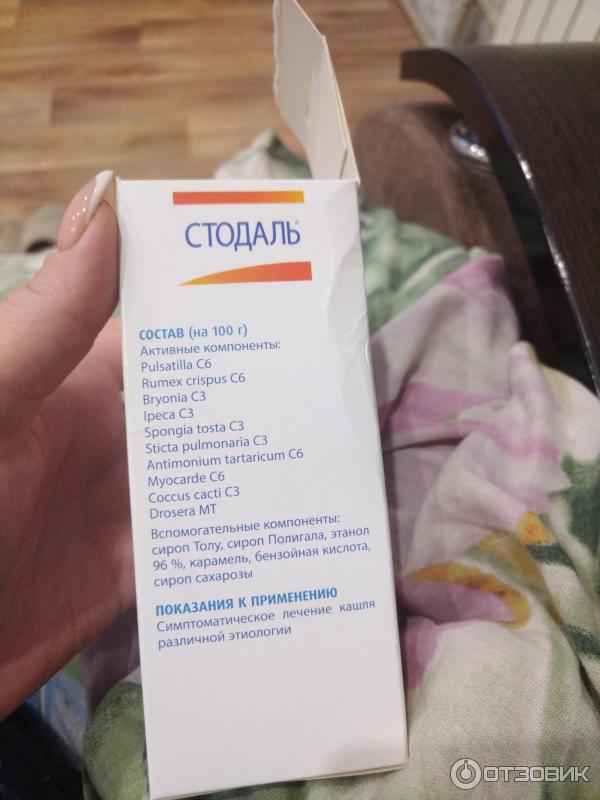 СТОДАЛЬ®
СОСТАВ (на 100 г)
Активные компоненты:
Pulsatilla C6
Rumex crispus C6
Bryonia C3
Ipeca C3
Spongia tosta C3
Sticta pulmonaria C3
Antimonium tartaricum C6
Myocarde C6
Coccus cacti C3
Drosera MT
Вспомогательные компоненты:
сироп Толу, сироп Полигала, этанол
96 %, карамель, бензойная кислота,
сироп сахарозы
ПОКАЗАНИЯ К ПРИМЕНЕНИЮ
Симптоматическое лечение кашля
различной этиологии
ОТЗОВИК